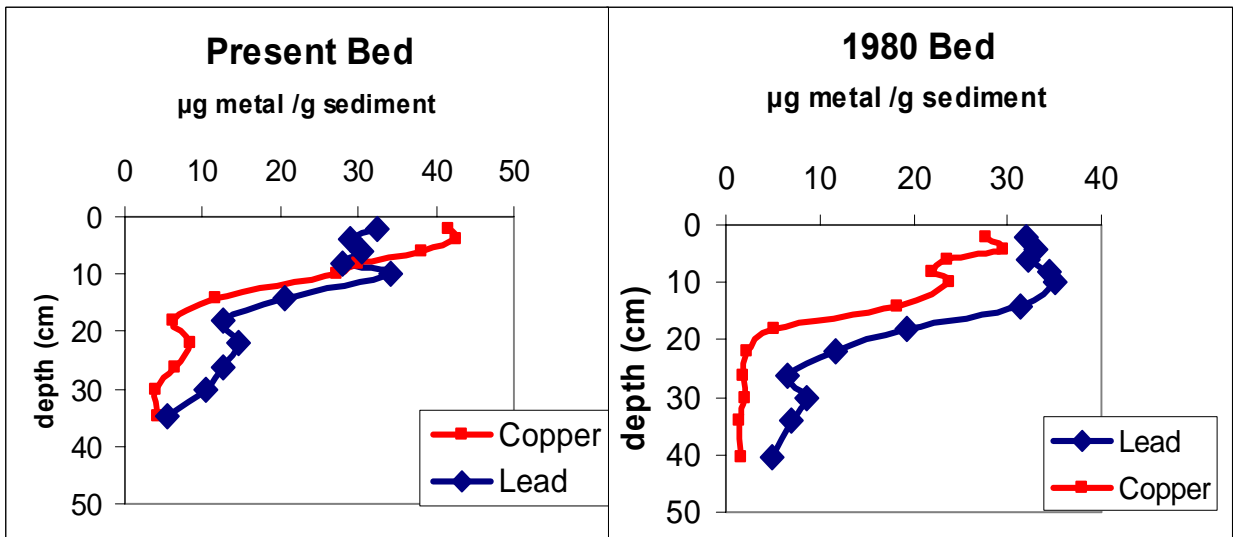 Present Bed
µg metal /g sediment
0 10 20 30 40 50
0
10
20
30
40
50
depth (cm)
Copper
Lead
1980 Bed
µg metal /g sediment
0 10 20 30 40
0
10
20
30
40
50
depth (cm)
Lead
Copper